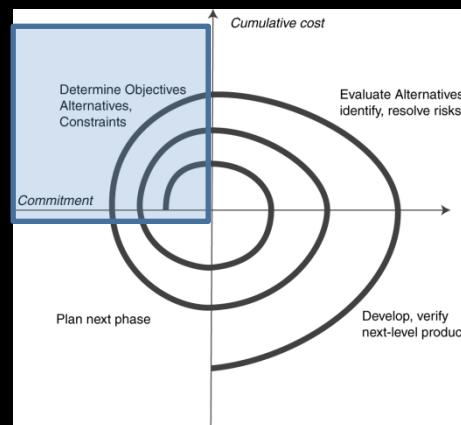 Cumulative cost
Determine Objectives
Alternatives,
Constraints
Evaluate Alternatives
identify, resolve risks
Commitment
Plan next phase
Develop, verify
next-level produc